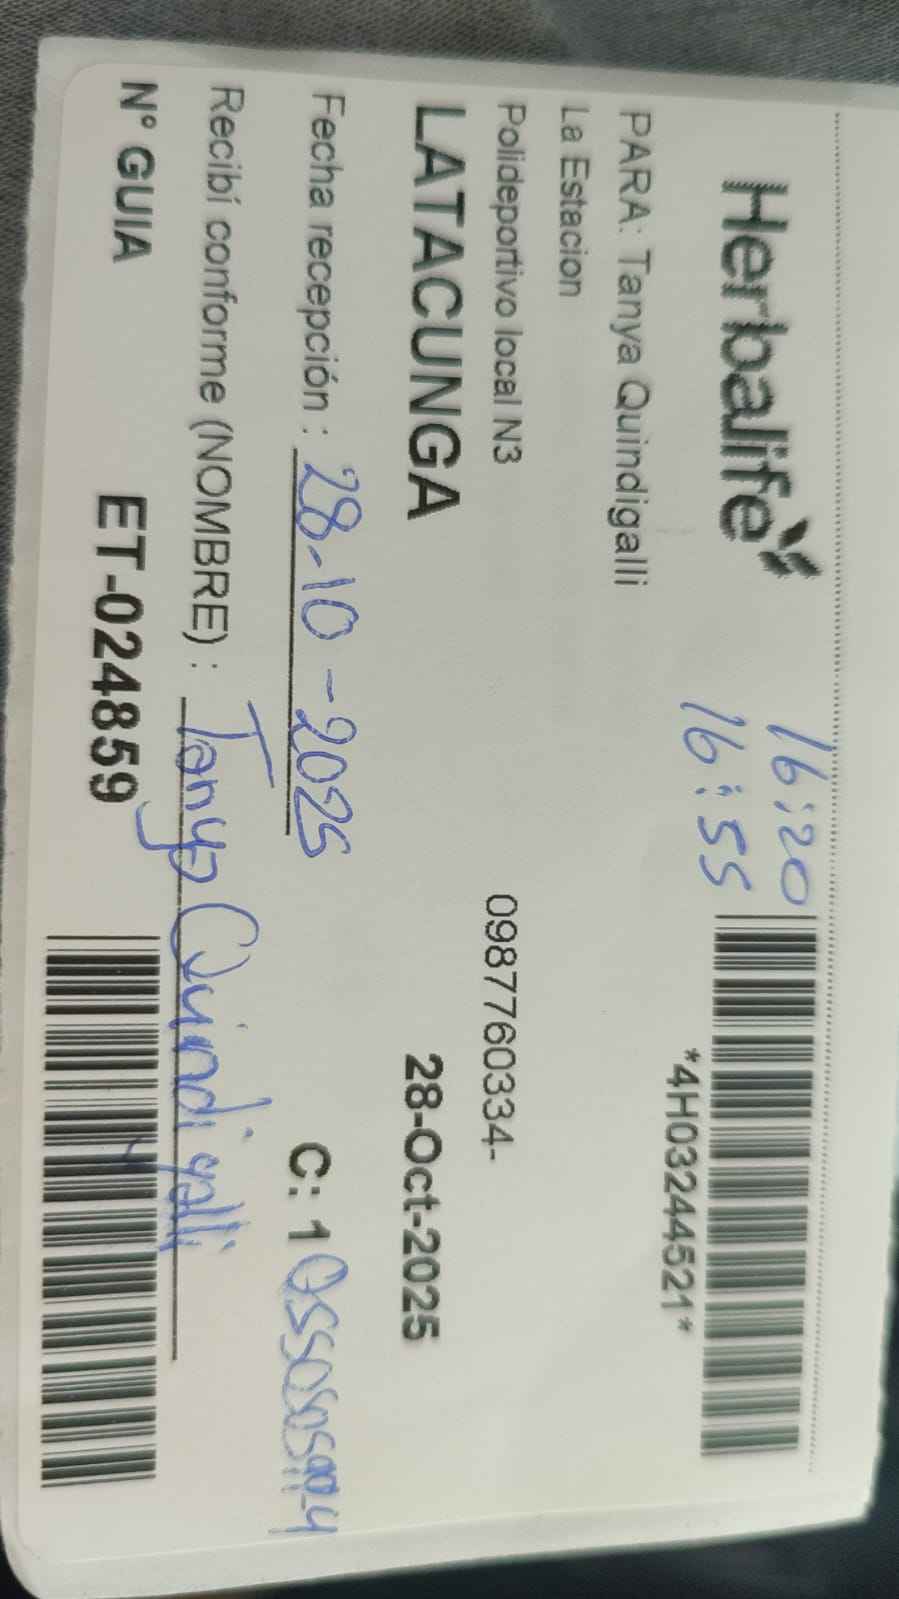 Herbalife
16:20
16:55
*4H03244521*
PARA: Tanya Quindigalli
La Estacion
Polideportivo local N3
0987760334-
LATACUNGA
28-Oct-2025
Fecha recepción : 28-10-2025
C: 1
Recibí conforme (NOMBRE) : Tanya Quindigalli
N° GUIA
ET-024859